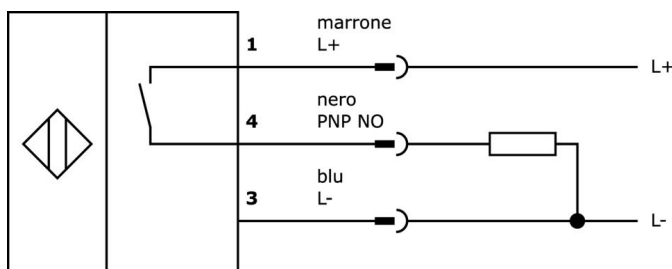 marrone
1 L+
L+
nero
4 PNP NO
blu
3 L-
L-